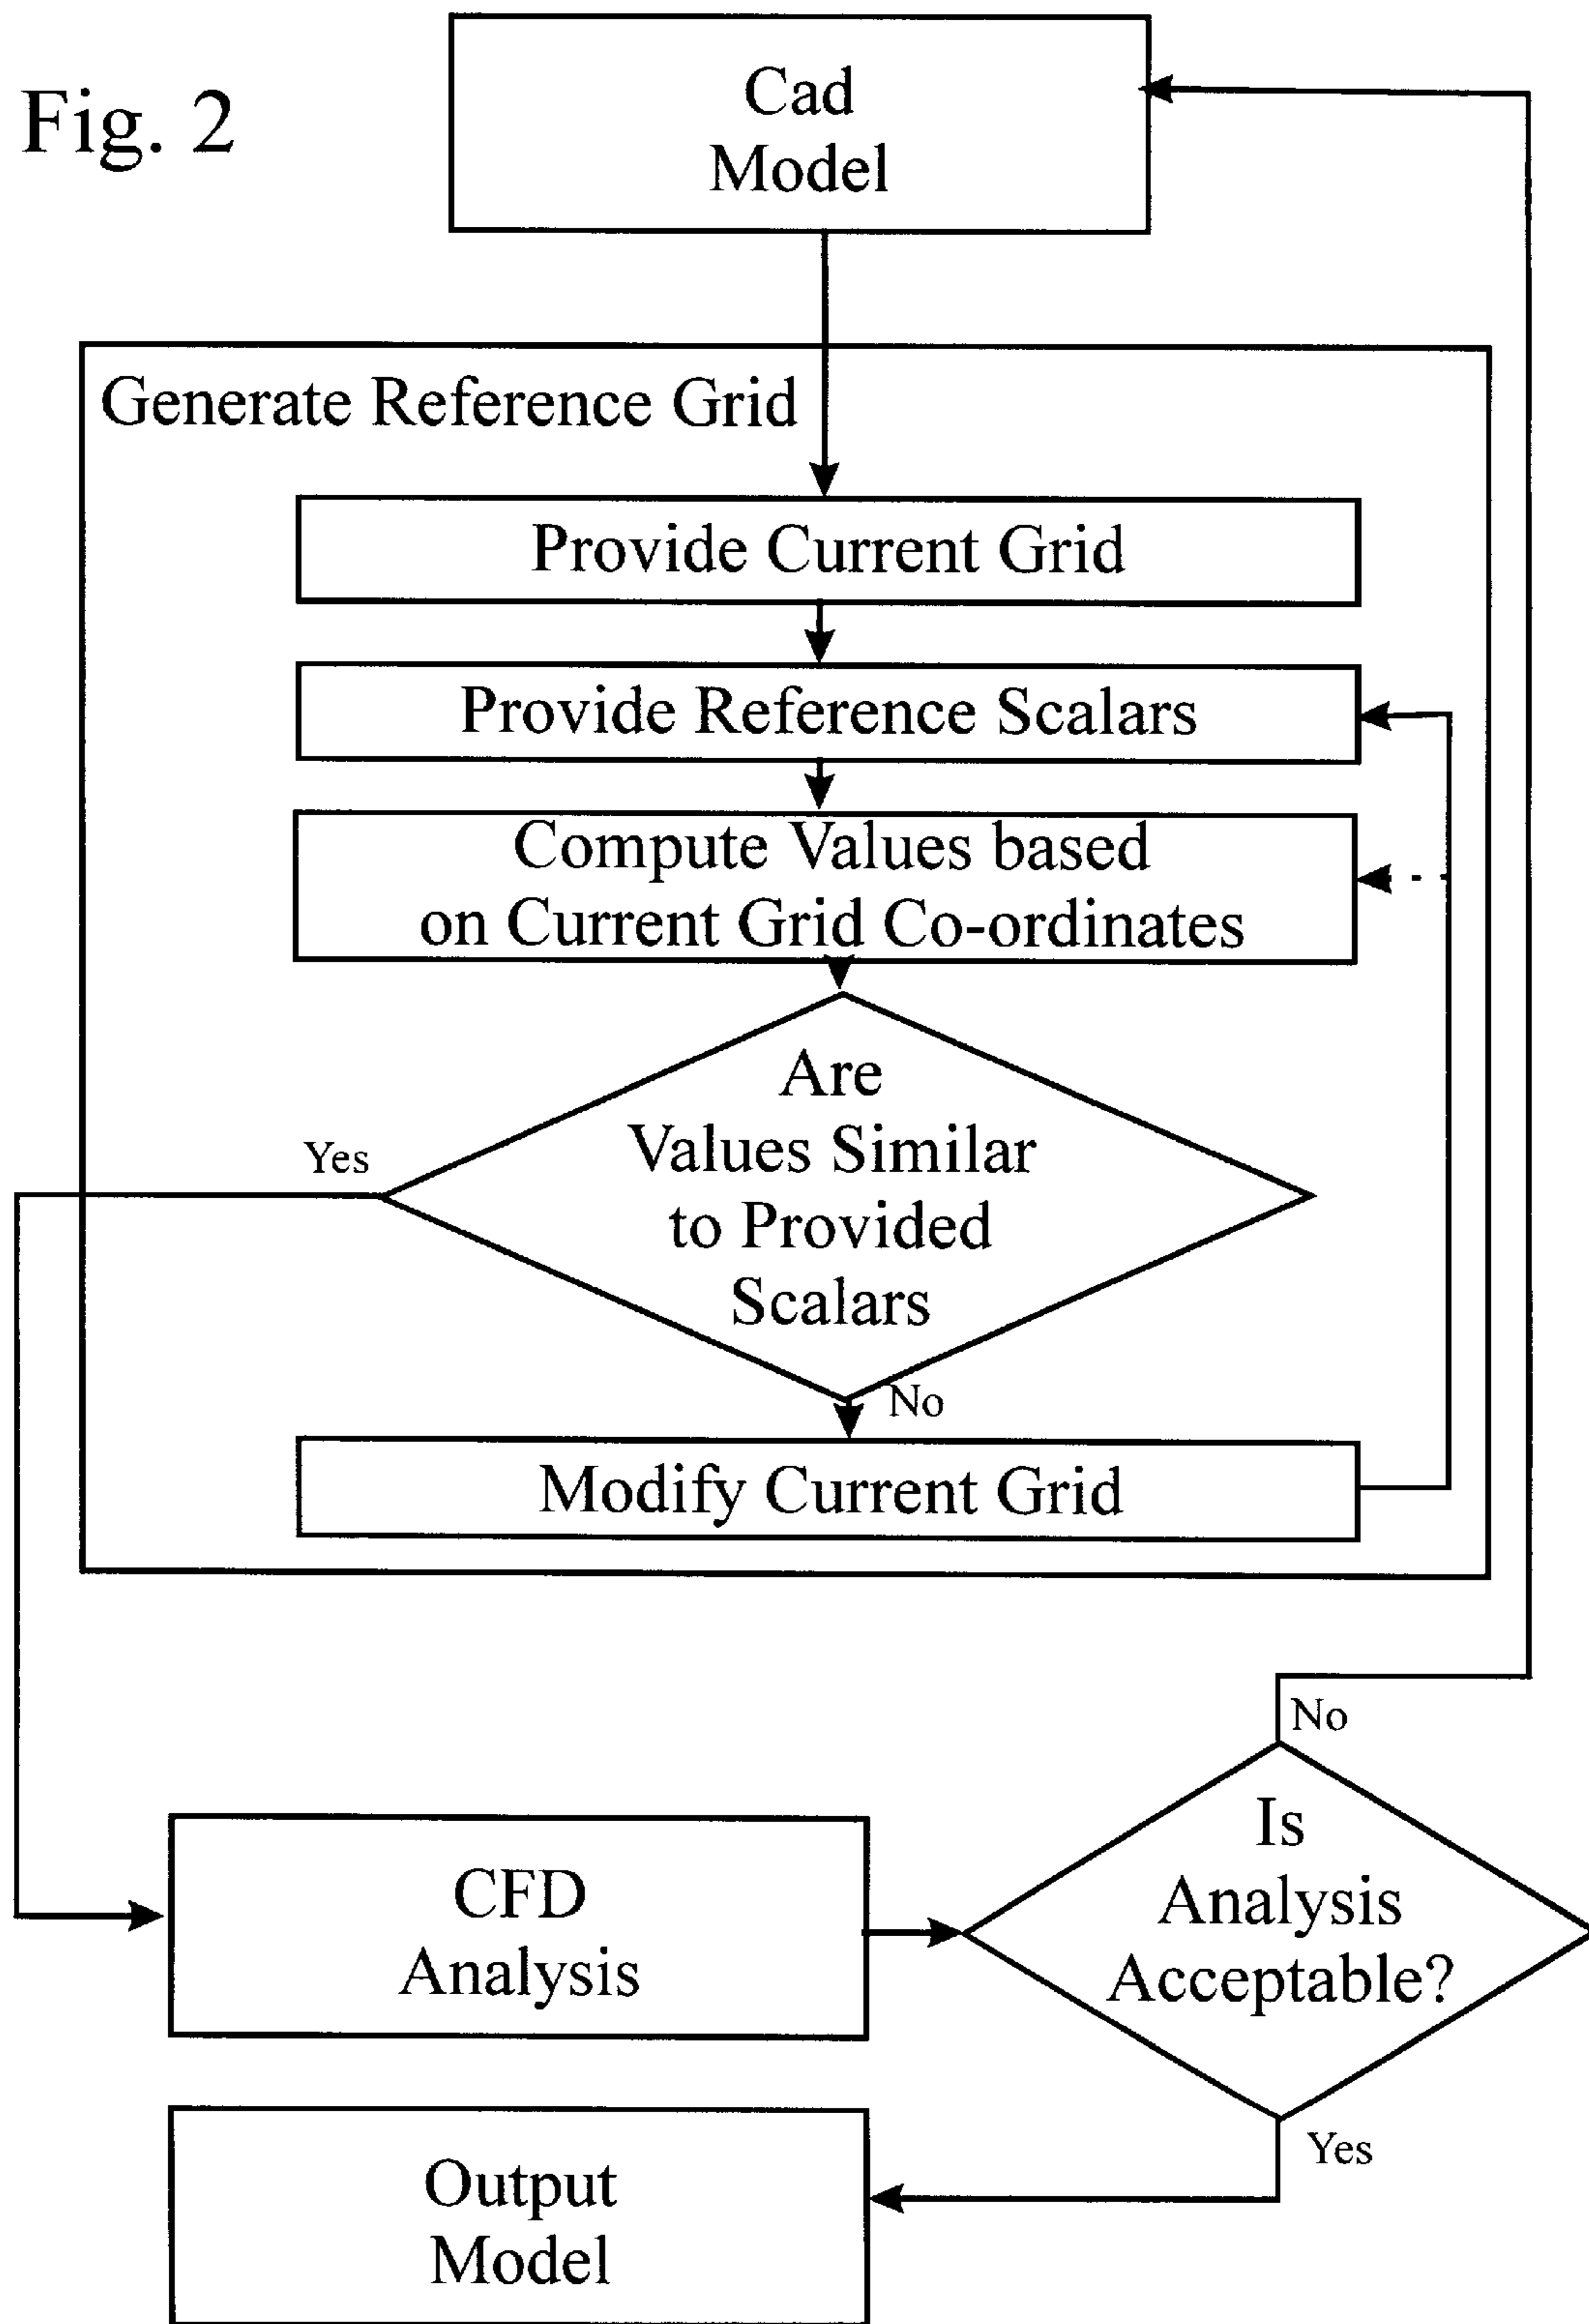 Fig. 2
Cad
Model
Generate Reference Grid
Provide Current Grid
Provide Reference Scalars
Compute Values based
on Current Grid Co-ordinates
Are
Values Similar
to Provided
Scalars
Yes
No
Modify Current Grid
No
Is
Analysis
Acceptable?
CFD
Analysis
Yes
Output
Model